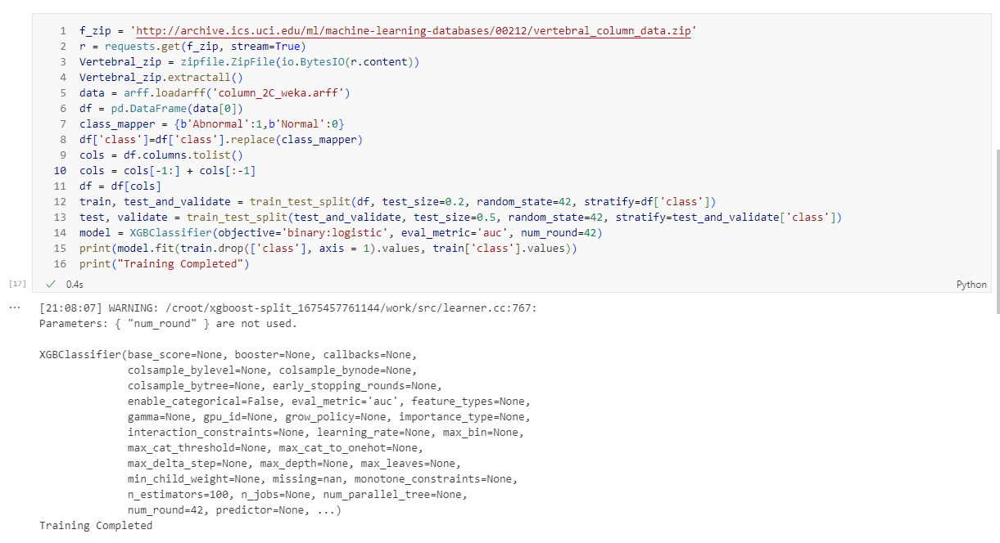 1 f_zip = 'http://archive.ics.uci.edu/ml/machine-learning-databases/00212/vertebral_column_data.zip'
2 r = requests.get(f_zip, stream=True)
3 Vertebral_zip = zipfile.ZipFile(io.BytesIO(r.content))
4 Vertebral_zip.extractall()
5 data = arff.loadarff('column_2C_weka.arff')
6 df = pd.DataFrame(data[0])
7 class_mapper = {b'Abnormal':1,b'Normal':0}
8 df['class']=df['class'].replace(class_mapper)
9 cols = df.columns.tolist()
10 cols = cols[-1:] + cols[:-1]
11 df = df[cols]
12 train, test_and_validate = train_test_split(df, test_size=0.2, random_state=42, stratify=df['class'])
13 test, validate = train_test_split(test_and_validate, test_size=0.5, random_state=42, stratify=test_and_validate['class'])
14 model = XGBClassifier(objective='binary:logistic', eval_metric='auc', num_round=42)
15 print(model.fit(train.drop(['class'], axis = 1).values, train['class'].values))
16 print("Training Completed")
[17] ✓ 0.4s Python
··· [21:08:07] WARNING: /croot/xgboost-split_1675457761144/work/src/learner.cc:767:
Parameters: { "num_round" } are not used.
XGBClassifier(base_score=None, booster=None, callbacks=None,
colsample_bylevel=None, colsample_bynode=None,
colsample_bytree=None, early_stopping_rounds=None,
enable_categorical=False, eval_metric='auc', feature_types=None,
gamma=None, gpu_id=None, grow_policy=None, importance_type=None,
interaction_constraints=None, learning_rate=None, max_bin=None,
max_cat_threshold=None, max_cat_to_onehot=None,
max_delta_step=None, max_depth=None, max_leaves=None,
min_child_weight=None, missing=nan, monotone_constraints=None,
n_estimators=100, n_jobs=None, num_parallel_tree=None,
num_round=42, predictor=None, ...)
Training Completed